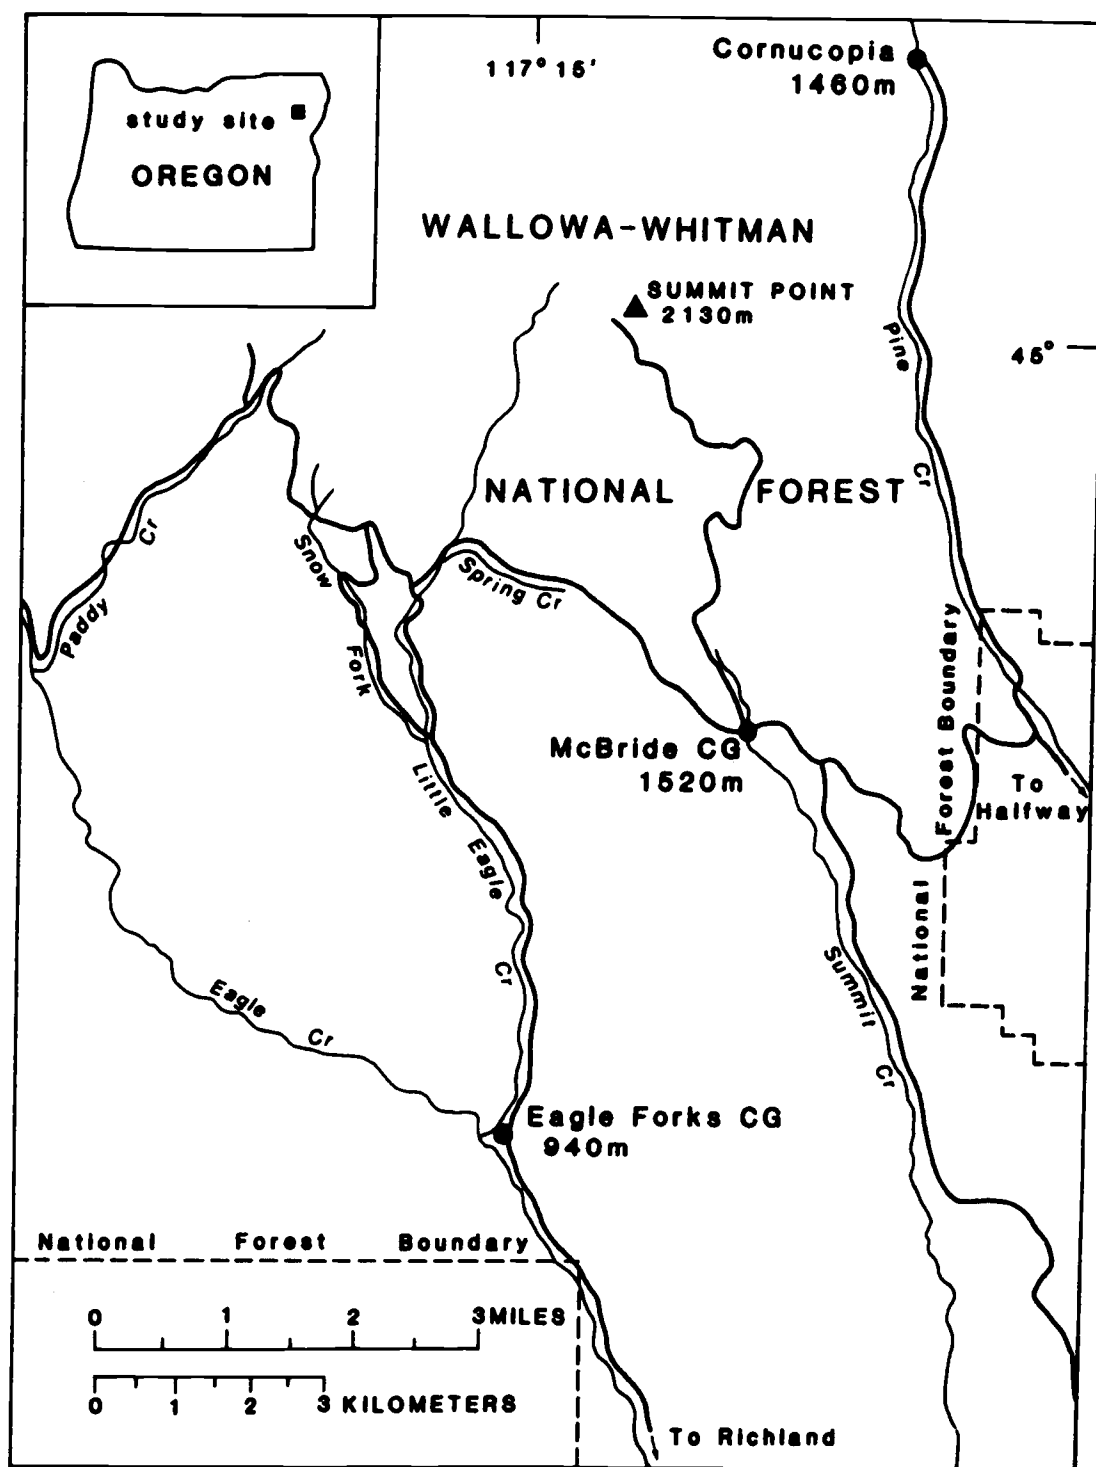 117° 15'
Cornucopia
1460m
study site
OREGON
WALLOWA-WHITMAN
SUMMIT POINT
2130m
45°
Pine
Cr
NATIONAL FOREST
Paddy Cr
Snow
Fork
Spring Cr
McBride CG
1520m
National Forest Boundary
To
Halfway
Little
Eagle
Cr
Summit
Cr
Eagle
Cr
Eagle Forks CG
940m
National Forest Boundary
0 1 2 3 MILES
0 1 2 3 KILOMETERS
To Richland